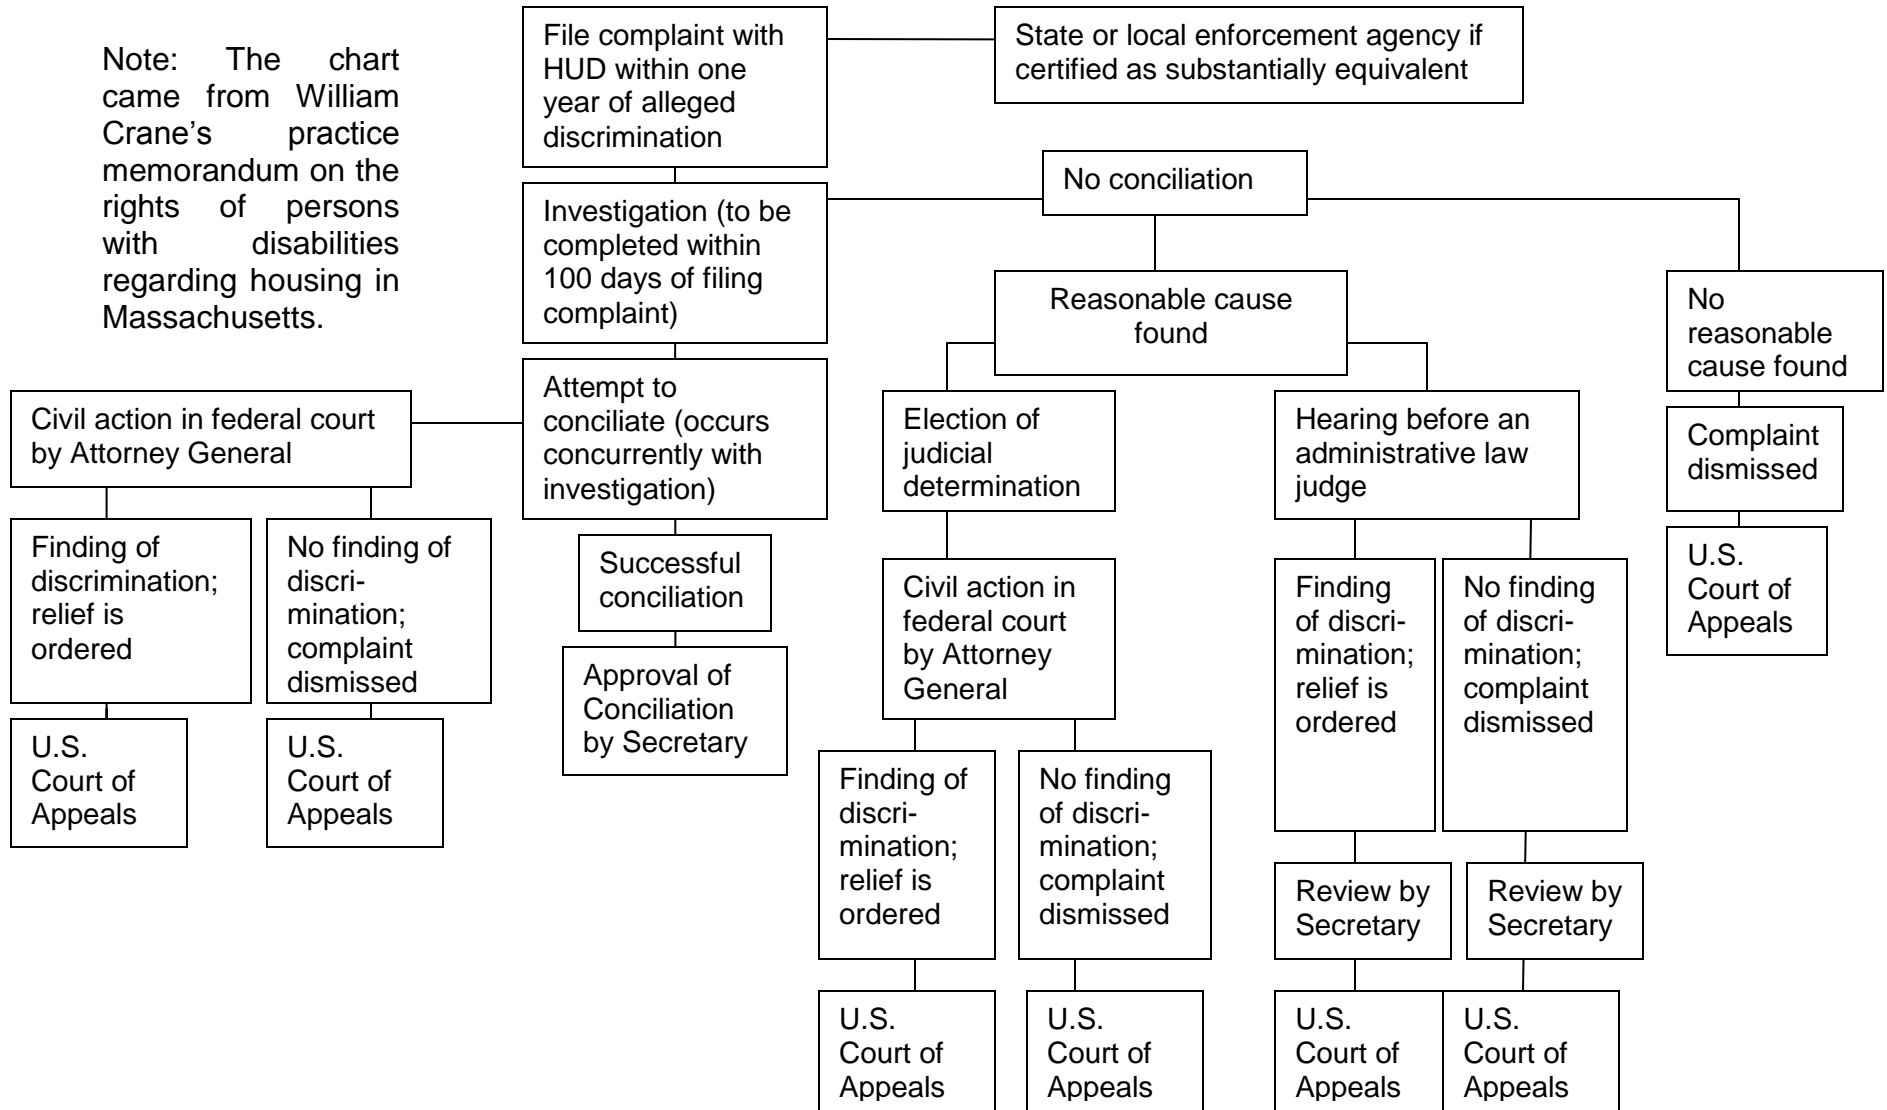 Note: The chart
came from William
Crane’s practice
memorandum on the
rights of persons
with disabilities
regarding housing in
Massachusetts.
File complaint with
HUD within one
year of alleged
discrimination
State or local enforcement agency if
certified as substantially equivalent
No conciliation
Investigation (to be
completed within
100 days of filing
complaint)
Reasonable cause
found
No
reasonable
cause found
Attempt to
conciliate (occurs
concurrently with
investigation)
Civil action in federal court
by Attorney General
Election of
judicial
determination
Hearing before an
administrative law
judge
Complaint
dismissed
U.S.
Court of
Appeals
Finding of
discrimination;
relief is
ordered
No finding of
discri-
mination;
complaint
dismissed
Successful
conciliation
Approval of
Conciliation
by Secretary
Civil action in
federal court
by Attorney
General
Finding
of discri-
mination;
relief is
ordered
No finding
of discri-
mination;
complaint
dismissed
U.S.
Court of
Appeals
U.S.
Court of
Appeals
Finding of
discri-
mination;
relief is
ordered
No finding
of discri-
mination;
complaint
dismissed
Review by
Secretary
Review by
Secretary
U.S.
Court of
Appeals
U.S.
Court of
Appeals
U.S.
Court of
Appeals
U.S.
Court of
Appeals